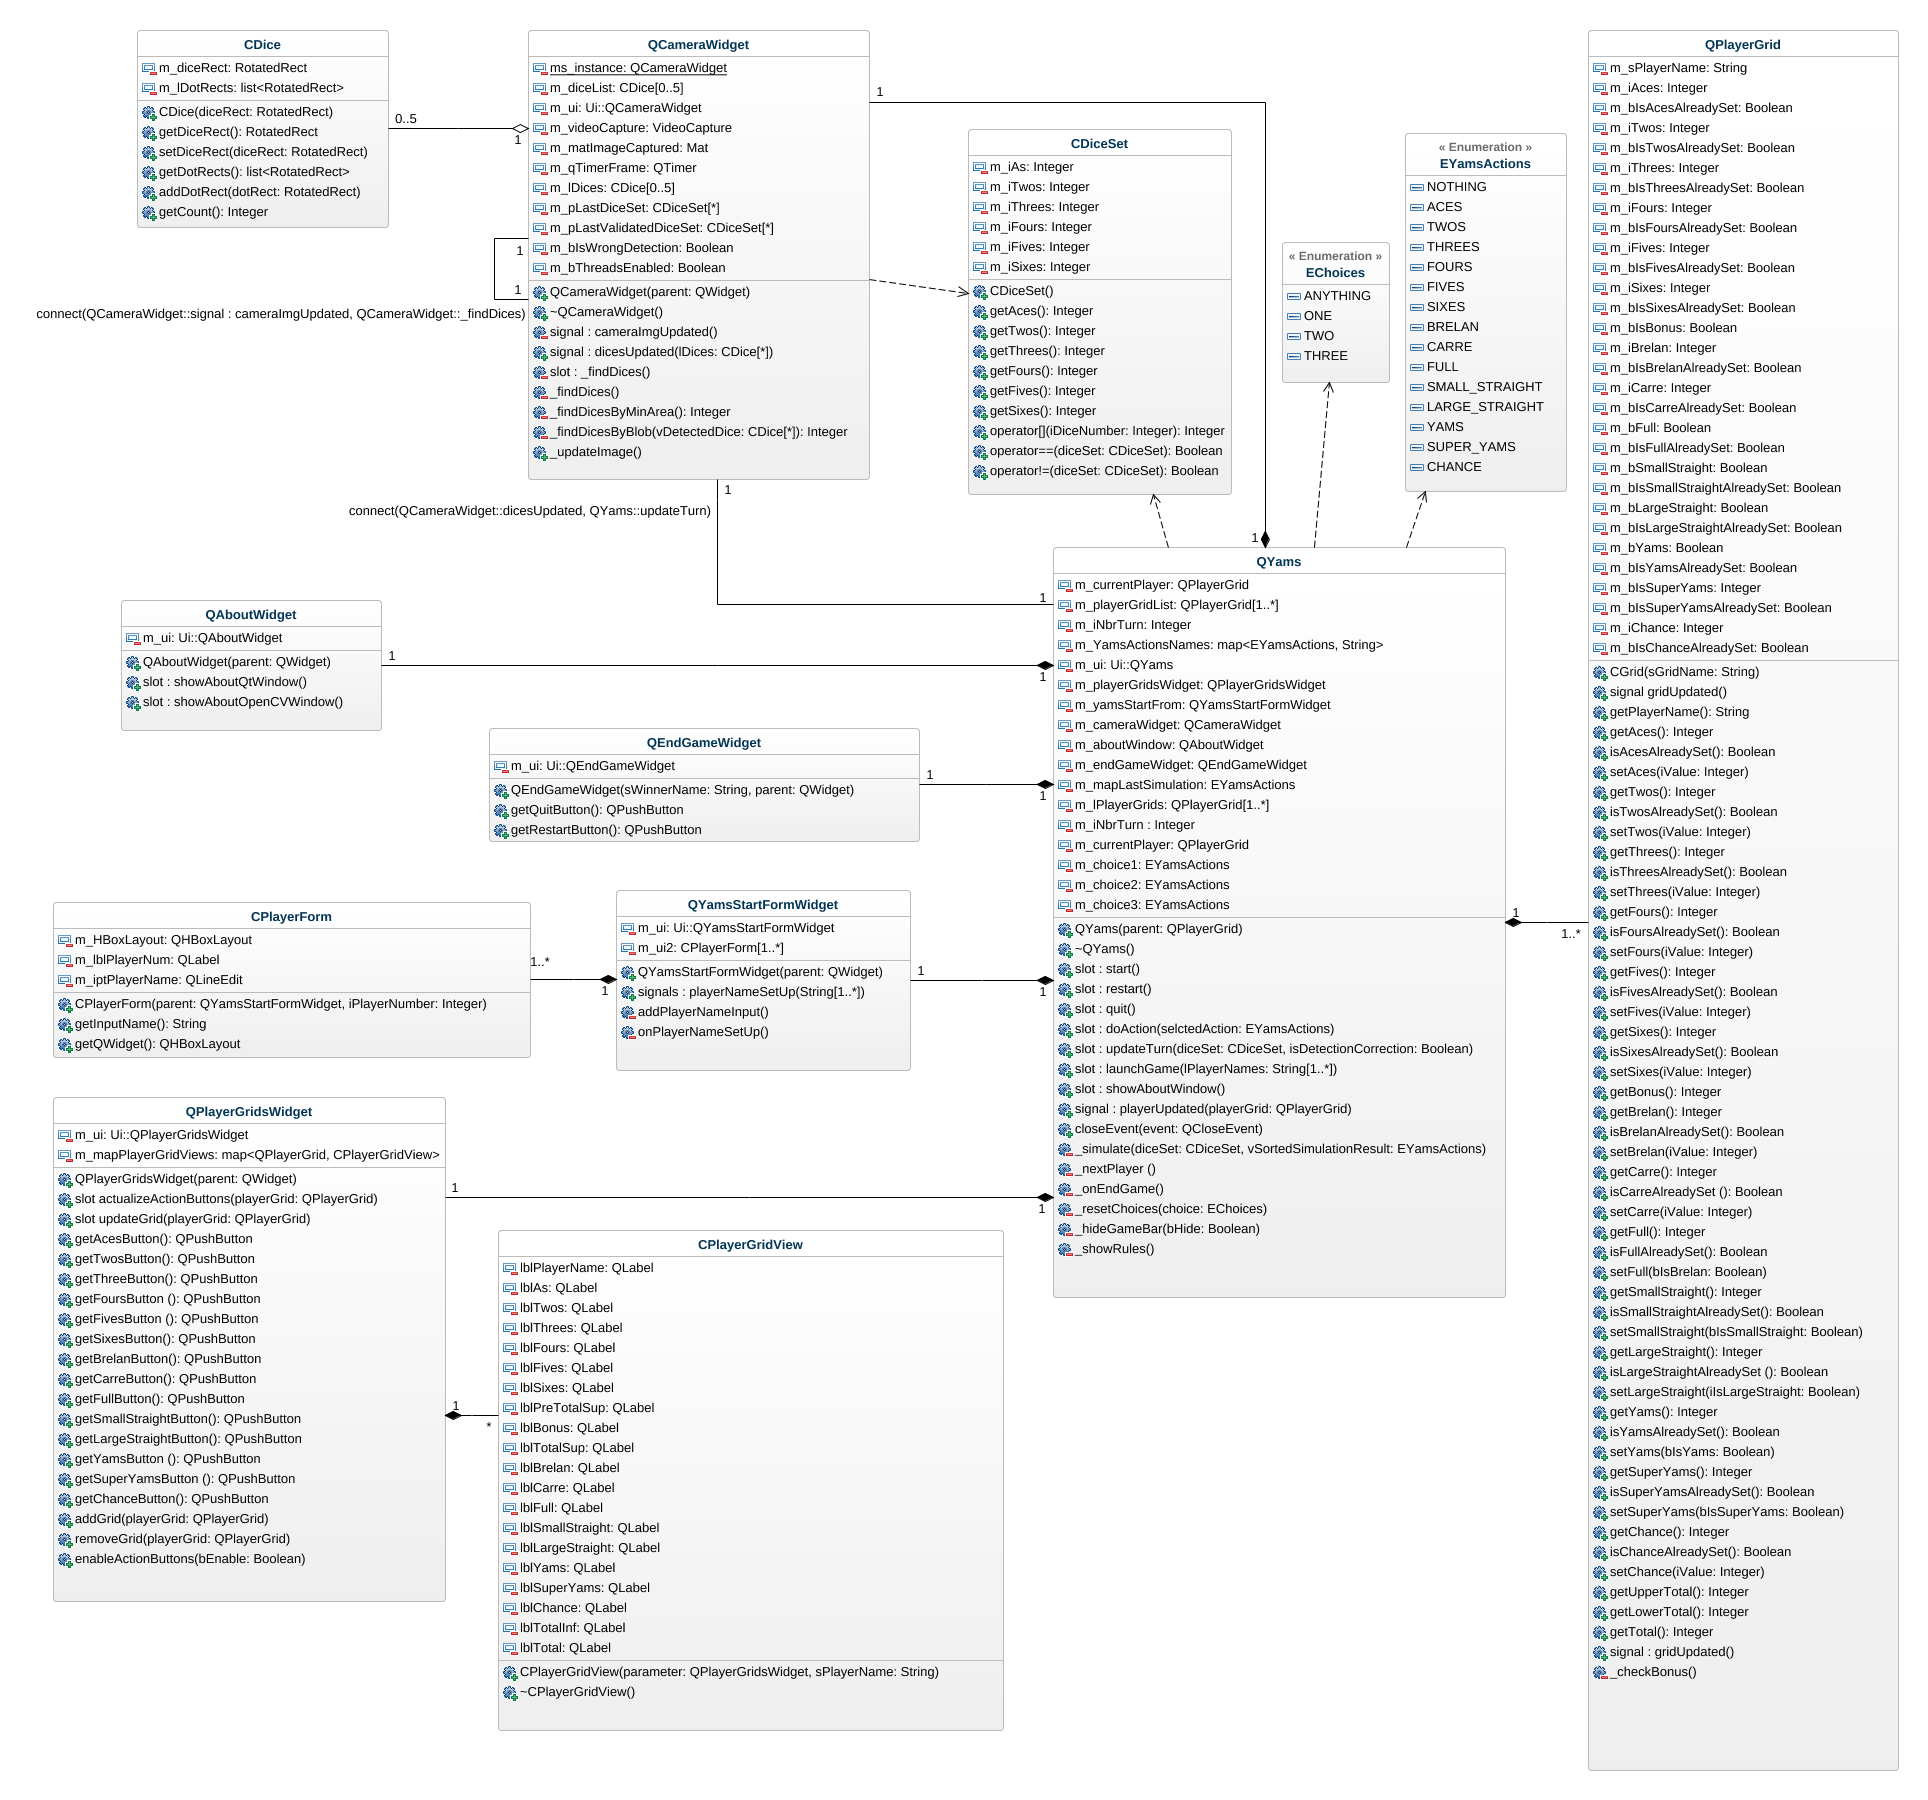 CDice
m_diceRect: RotatedRect
m_lDotRects: list<RotatedRect>
CDice(diceRect: RotatedRect)
getDiceRect(): RotatedRect
setDiceRect(diceRect: RotatedRect)
getDotRects(): list<RotatedRect>
addDotRect(dotRect: RotatedRect)
getCount(): Integer
0..5
1
QCameraWidget
ms_instance: QCameraWidget
m_diceList: CDice[0..5]
m_ui: Ui::QCameraWidget
m_videoCapture: VideoCapture
m_matImageCaptured: Mat
m_qTimerFrame: QTimer
m_lDices: CDice[0..5]
m_pLastDiceSet: CDiceSet[*]
m_pLastValidatedDiceSet: CDiceSet[*]
m_bIsWrongDetection: Boolean
m_bThreadsEnabled: Boolean
QCameraWidget(parent: QWidget)
~QCameraWidget()
signal : cameraImgUpdated()
signal : dicesUpdated(lDices: CDice[*])
slot : _findDices()
_findDices()
_findDicesByMinArea(): Integer
_findDicesByBlob(vDetectedDice: CDice[*]): Integer
_updateImage()
1
1
connect(QCameraWidget::signal : cameraImgUpdated, QCameraWidget::_findDices)
1
1
1
connect(QCameraWidget::dicesUpdated, QYams::updateTurn)
1
CDiceSet
m_iAs: Integer
m_iTwos: Integer
m_iThrees: Integer
m_iFours: Integer
m_iFives: Integer
m_iSixes: Integer
CDiceSet()
getAces(): Integer
getTwos(): Integer
getThrees(): Integer
getFours(): Integer
getFives(): Integer
getSixes(): Integer
operator[](iDiceNumber: Integer): Integer
operator==(diceSet: CDiceSet): Boolean
operator!=(diceSet: CDiceSet): Boolean
« Enumeration »
EChoices
ANYTHING
ONE
TWO
THREE
« Enumeration »
EYamsActions
NOTHING
ACES
TWOS
THREES
FOURS
FIVES
SIXES
BRELAN
CARRE
FULL
SMALL_STRAIGHT
LARGE_STRAIGHT
YAMS
SUPER_YAMS
CHANCE
QPlayerGrid
m_sPlayerName: String
m_iAces: Integer
m_bIsAcesAlreadySet: Boolean
m_iTwos: Integer
m_bIsTwosAlreadySet: Boolean
m_iThrees: Integer
m_bIsThreesAlreadySet: Boolean
m_iFours: Integer
m_bIsFoursAlreadySet: Boolean
m_iFives: Integer
m_bIsFivesAlreadySet: Boolean
m_iSixes: Integer
m_bIsSixesAlreadySet: Boolean
m_bIsBonus: Boolean
m_iBrelan: Integer
m_bIsBrelanAlreadySet: Boolean
m_iCarre: Integer
m_bIsCarreAlreadySet: Boolean
m_bFull: Boolean
m_bIsFullAlreadySet: Boolean
m_bSmallStraight: Boolean
m_bIsSmallStraightAlreadySet: Boolean
m_bLargeStraight: Boolean
m_bIsLargeStraightAlreadySet: Boolean
m_bYams: Boolean
m_bIsYamsAlreadySet: Boolean
m_bIsSuperYams: Integer
m_bIsSuperYamsAlreadySet: Boolean
m_iChance: Integer
m_bIsChanceAlreadySet: Boolean
CGrid(sGridName: String)
signal gridUpdated()
getPlayerName(): String
getAces(): Integer
isAcesAlreadySet(): Boolean
setAces(iValue: Integer)
getTwos(): Integer
isTwosAlreadySet(): Boolean
setTwos(iValue: Integer)
getThrees(): Integer
isThreesAlreadySet(): Boolean
setThrees(iValue: Integer)
getFours(): Integer
isFoursAlreadySet(): Boolean
setFours(iValue: Integer)
getFives(): Integer
isFivesAlreadySet(): Boolean
setFives(iValue: Integer)
getSixes(): Integer
isSixesAlreadySet(): Boolean
setSixes(iValue: Integer)
getBonus(): Integer
getBrelan(): Integer
isBrelanAlreadySet(): Boolean
setBrelan(iValue: Integer)
getCarre(): Integer
isCarreAlreadySet (): Boolean
setCarre(iValue: Integer)
getFull(): Integer
isFullAlreadySet(): Boolean
setFull(bIsBrelan: Boolean)
getSmallStraight(): Integer
isSmallStraightAlreadySet(): Boolean
setSmallStraight(bIsSmallStraight: Boolean)
getLargeStraight(): Integer
isLargeStraightAlreadySet (): Boolean
setLargeStraight(iIsLargeStraight: Boolean)
getYams(): Integer
isYamsAlreadySet(): Boolean
setYams(bIsYams: Boolean)
getSuperYams(): Integer
isSuperYamsAlreadySet(): Boolean
setSuperYams(bIsSuperYams: Boolean)
getChance(): Integer
isChanceAlreadySet(): Boolean
setChance(iValue: Integer)
getUpperTotal(): Integer
getLowerTotal(): Integer
getTotal(): Integer
signal : gridUpdated()
_checkBonus()
QYams
m_currentPlayer: QPlayerGrid
m_playerGridList: QPlayerGrid[1..*]
m_iNbrTurn: Integer
m_YamsActionsNames: map<EYamsActions, String>
m_ui: Ui::QYams
m_playerGridsWidget: QPlayerGridsWidget
m_yamsStartFrom: QYamsStartFormWidget
m_cameraWidget: QCameraWidget
m_aboutWindow: QAboutWidget
m_endGameWidget: QEndGameWidget
m_mapLastSimulation: EYamsActions
m_lPlayerGrids: QPlayerGrid[1..*]
m_iNbrTurn : Integer
m_currentPlayer: QPlayerGrid
m_choice1: EYamsActions
m_choice2: EYamsActions
m_choice3: EYamsActions
QYams(parent: QPlayerGrid)
~QYams()
slot : start()
slot : restart()
slot : quit()
slot : doAction(selctedAction: EYamsActions)
slot : updateTurn(diceSet: CDiceSet, isDetectionCorrection: Boolean)
slot : launchGame(lPlayerNames: String[1..*])
slot : showAboutWindow()
signal : playerUpdated(playerGrid: QPlayerGrid)
closeEvent(event: QCloseEvent)
_simulate(diceSet: CDiceSet, vSortedSimulationResult: EYamsActions)
_nextPlayer ()
_onEndGame()
_resetChoices(choice: EChoices)
_hideGameBar(bHide: Boolean)
_showRules()
1
1..*
QAboutWidget
m_ui: Ui::QAboutWidget
QAboutWidget(parent: QWidget)
slot : showAboutQtWindow()
slot : showAboutOpenCVWindow()
1
1
QEndGameWidget
m_ui: Ui::QEndGameWidget
QEndGameWidget(sWinnerName: String, parent: QWidget)
getQuitButton(): QPushButton
getRestartButton(): QPushButton
1
1
CPlayerForm
m_HBoxLayout: QHBoxLayout
m_lblPlayerNum: QLabel
m_iptPlayerName: QLineEdit
CPlayerForm(parent: QYamsStartFormWidget, iPlayerNumber: Integer)
getInputName(): String
getQWidget(): QHBoxLayout
1..*
1
QYamsStartFormWidget
m_ui: Ui::QYamsStartFormWidget
m_ui2: CPlayerForm[1..*]
QYamsStartFormWidget(parent: QWidget)
signals : playerNameSetUp(String[1..*])
addPlayerNameInput()
onPlayerNameSetUp()
1
1
QPlayerGridsWidget
m_ui: Ui::QPlayerGridsWidget
m_mapPlayerGridViews: map<QPlayerGrid, CPlayerGridView>
QPlayerGridsWidget(parent: QWidget)
slot actualizeActionButtons(playerGrid: QPlayerGrid)
slot updateGrid(playerGrid: QPlayerGrid)
getAcesButton(): QPushButton
getTwosButton(): QPushButton
getThreeButton(): QPushButton
getFoursButton (): QPushButton
getFivesButton (): QPushButton
getSixesButton(): QPushButton
getBrelanButton(): QPushButton
getCarreButton(): QPushButton
getFullButton(): QPushButton
getSmallStraightButton(): QPushButton
getLargeStraightButton(): QPushButton
getYamsButton (): QPushButton
getSuperYamsButton (): QPushButton
getChanceButton(): QPushButton
addGrid(playerGrid: QPlayerGrid)
removeGrid(playerGrid: QPlayerGrid)
enableActionButtons(bEnable: Boolean)
1
1
1
*
CPlayerGridView
lblPlayerName: QLabel
lblAs: QLabel
lblTwos: QLabel
lblThrees: QLabel
lblFours: QLabel
lblFives: QLabel
lblSixes: QLabel
lblPreTotalSup: QLabel
lblBonus: QLabel
lblTotalSup: QLabel
lblBrelan: QLabel
lblCarre: QLabel
lblFull: QLabel
lblSmallStraight: QLabel
lblLargeStraight: QLabel
lblYams: QLabel
lblSuperYams: QLabel
lblChance: QLabel
lblTotalInf: QLabel
lblTotal: QLabel
CPlayerGridView(parameter: QPlayerGridsWidget, sPlayerName: String)
~CPlayerGridView()